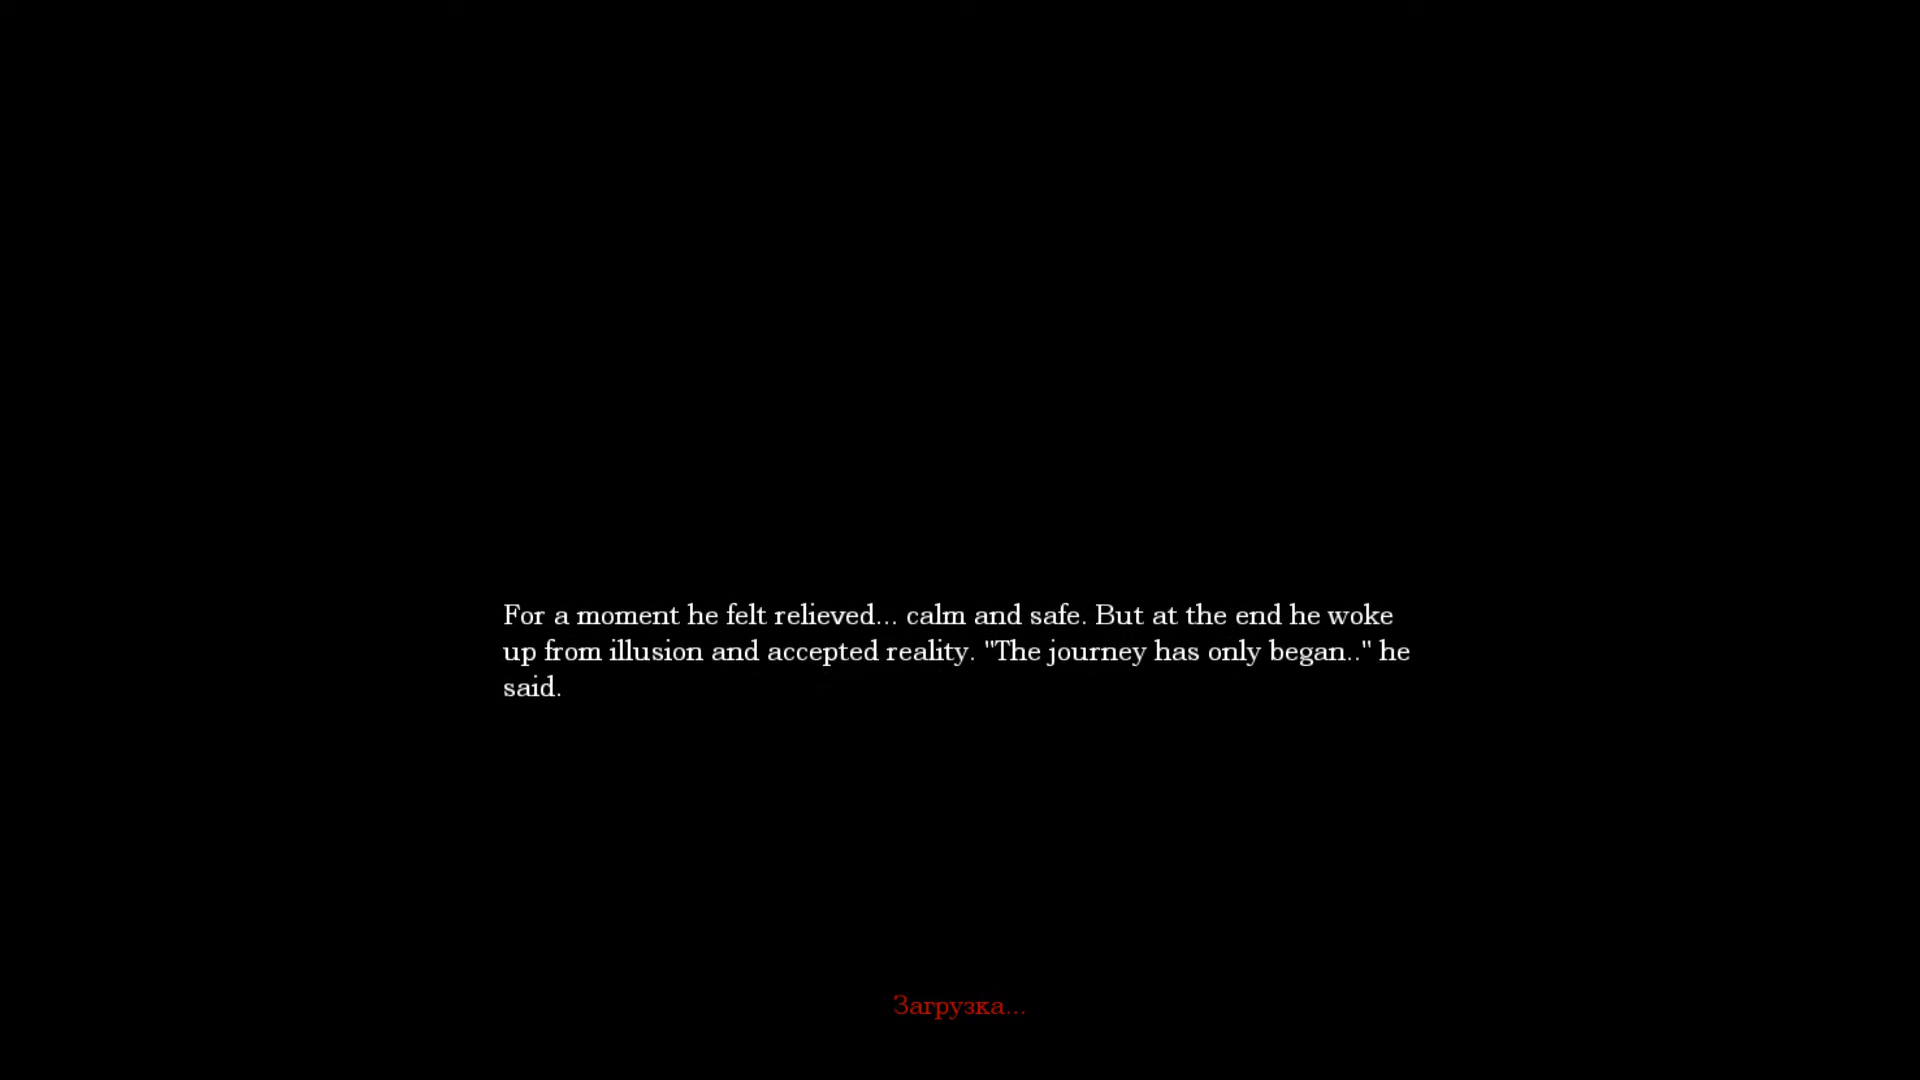 For a moment he felt relieved... calm and safe. But at the end he woke
up from illusion and accepted reality. "The journey has only began.." he
said.
Загрузка...